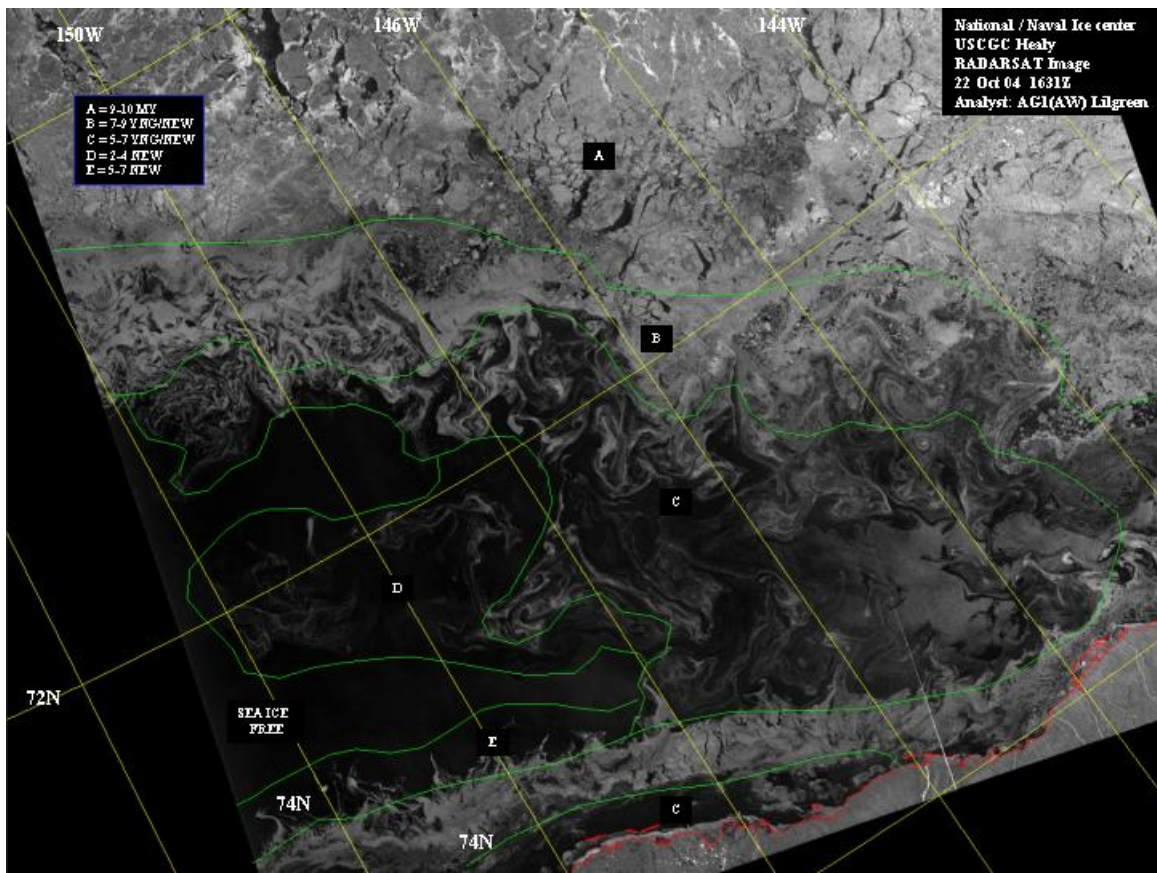 150W
146W
144W
National / Naval Ice center
USCGC Healy
RADARSAT Image
22 Oct 04 1631Z
Analyst: AG1(AW) Lilgreen
A = 9-10 MY
B = 7-9 YNG/NEW
C = 5-7 YNG/NEW
D = 2-4 NEW
E = 5-7 NEW
A
B
C
D
72N
SEA ICE
FREE
E
74N
C
74N